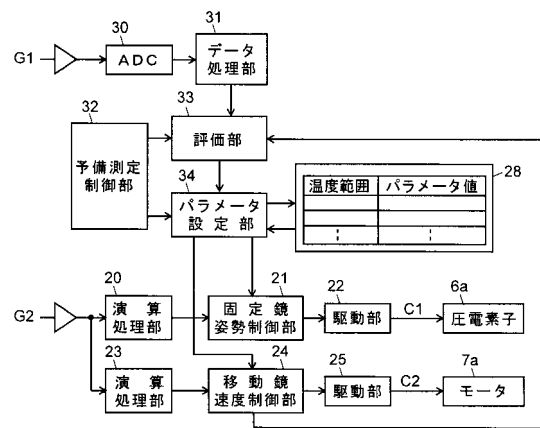 31
30
G1
ADC
データ
処理部
33
32
評価部
予備測定
制御部
34
パラメータ
設定部
28
温度範囲
パラメータ値
20
21
22
6a
G2
演算
処理部
固定鏡
姿勢制御部
駆動部
C1
圧電素子
23
24
25
7a
演算
処理部
移動鏡
速度制御部
駆動部
C2
モータ